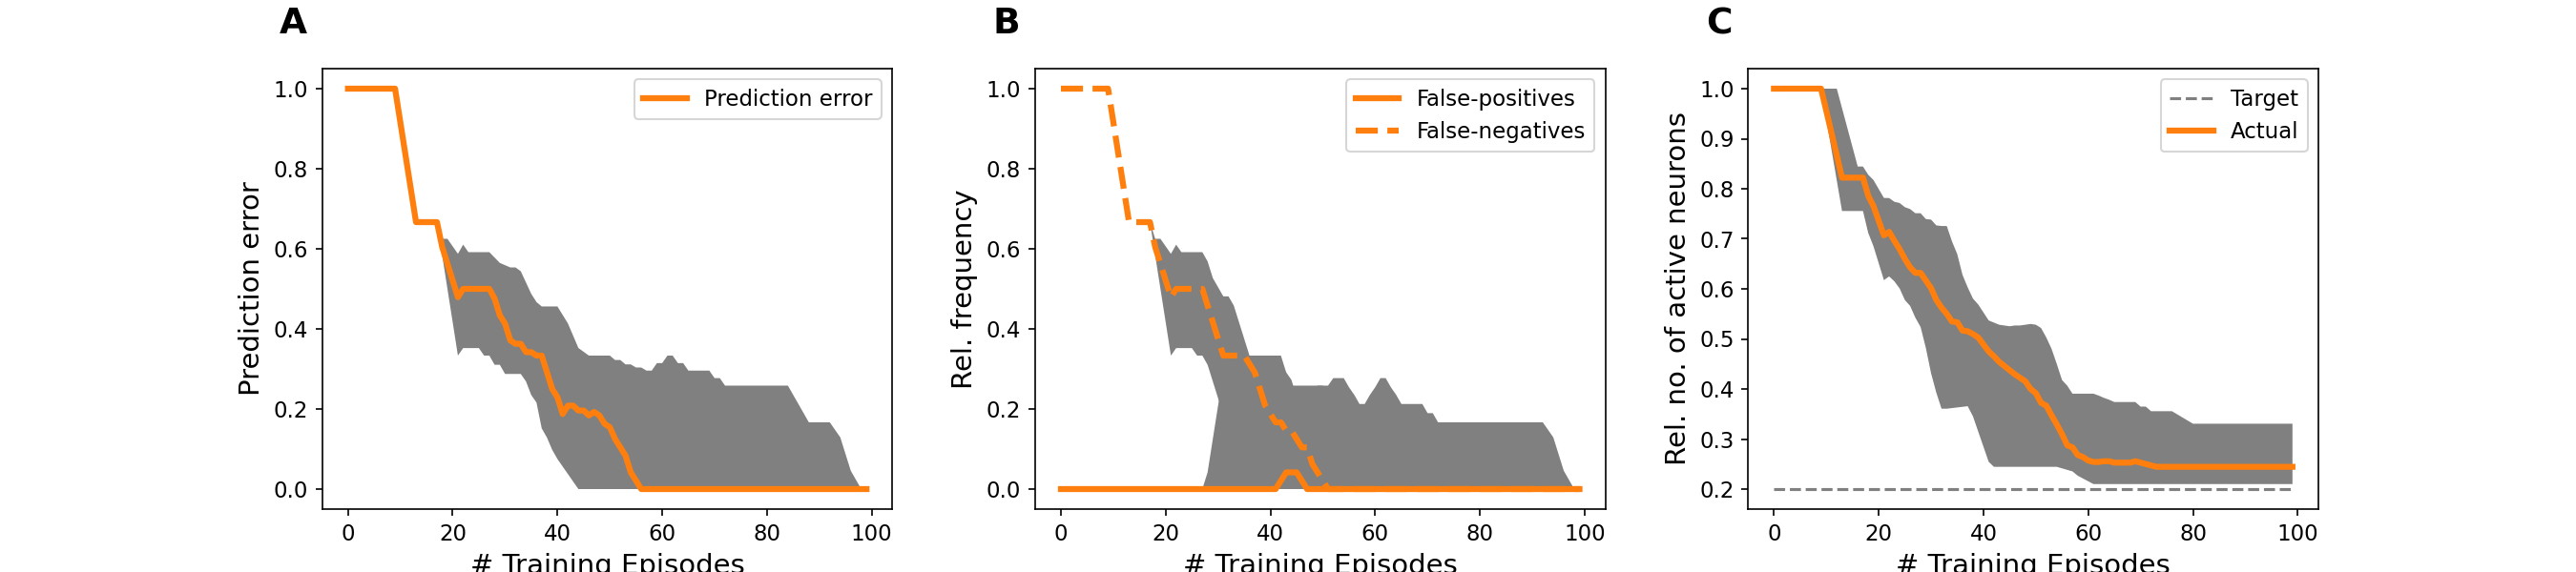 A
B
C
Prediction error
1.0
0.8
0.6
0.4
0.2
0.0
Prediction error
0
20
40
60
80
100
# Training Episodes
Rel. frequency
1.0
0.8
0.6
0.4
0.2
0.0
False-positives
False-negatives
0
20
40
60
80
100
# Training Episodes
Rel. no. of active neurons
1.0
0.9
0.8
0.7
0.6
0.5
0.4
0.3
0.2
Target
Actual
0
20
40
60
80
100
# Training Episodes